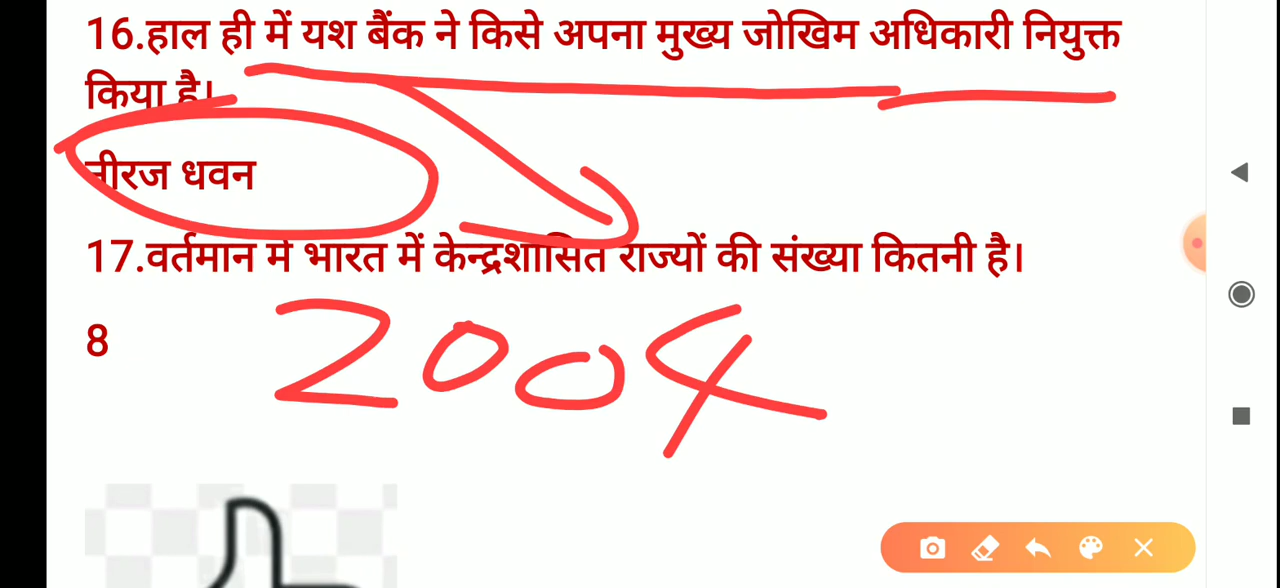 16.हाल ही में यश बैंक ने किसे अपना मुख्य जोखिम अधिकारी नियुक्त
किया है।
नीरज धवन
17.वर्तमान में भारत में केन्द्रशासित राज्यों की संख्या कितनी है।
8
2004